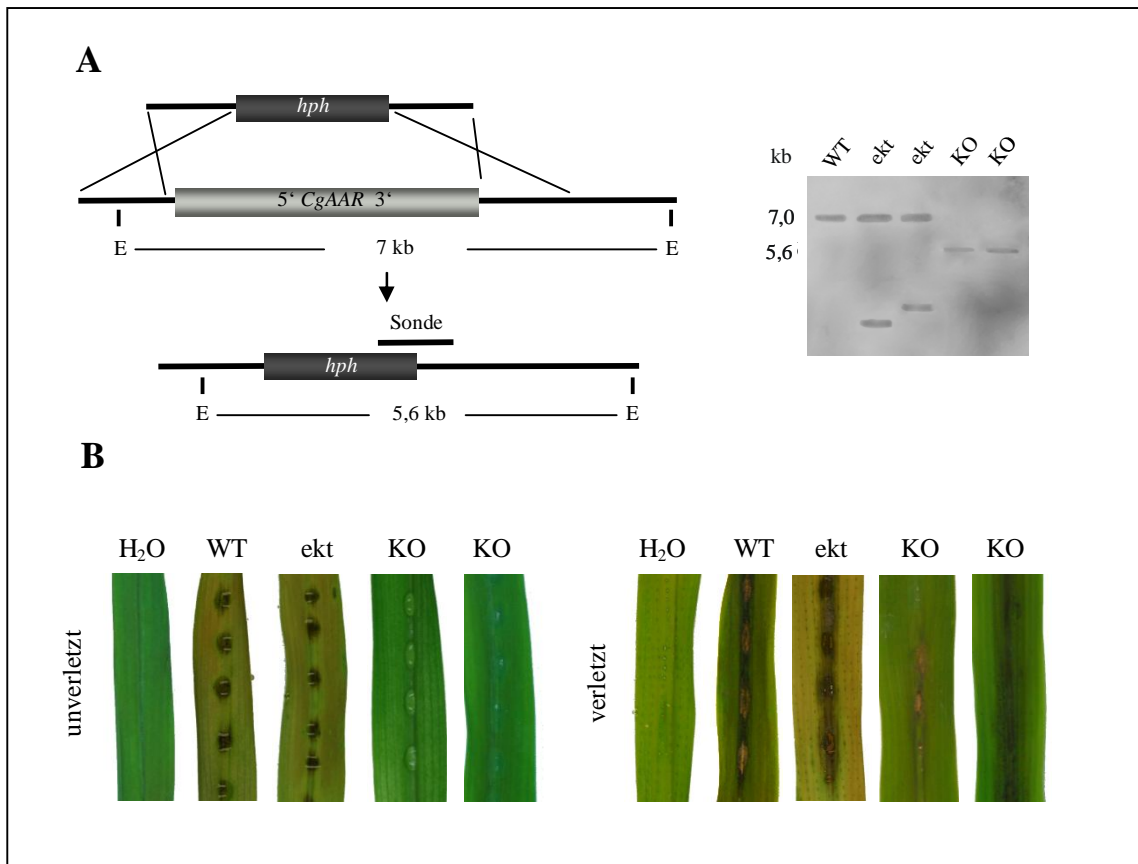 A
hph
5‘ CgAAR 3‘
E 7 kb E
Sonde
hph
E 5,6 kb E
kb WT ekt ekt KO KO
7,0
5,6
B
unverletzt
H₂O WT ekt KO KO
verletzt
H₂O WT ekt KO KO